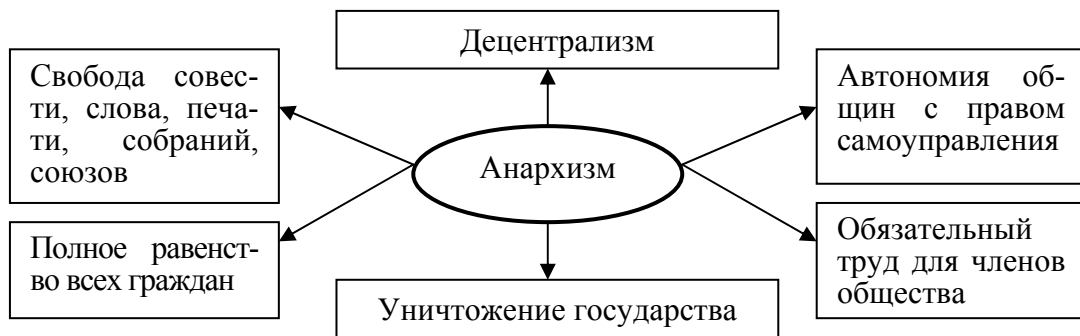 Децентрализм
Свобода совес-
ти, слова, печа-
ти, собраний,
союзов
Автономия об-
щин с правом
самоуправления
Анархизм
Полное равенст-
во всех граждан
Обязательный
труд для членов
общества
Уничтожение государства